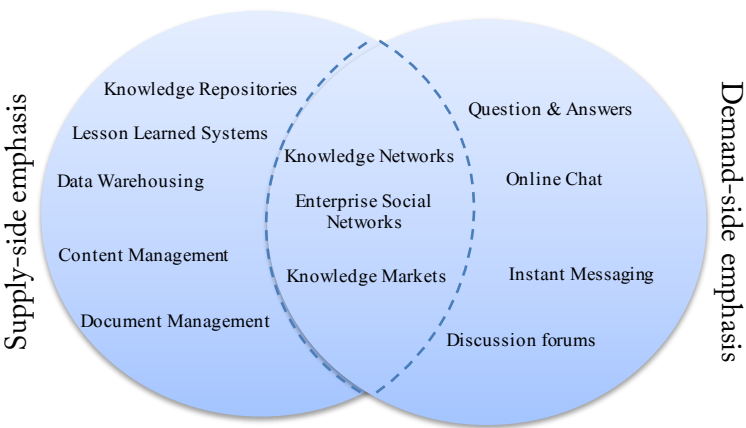 Supply-side emphasis
Knowledge Repositories
Lesson Learned Systems
Data Warehousing
Content Management
Document Management
Knowledge Networks
Enterprise Social
Networks
Knowledge Markets
Question & Answers
Online Chat
Instant Messaging
Discussion forums
Demand-side emphasis